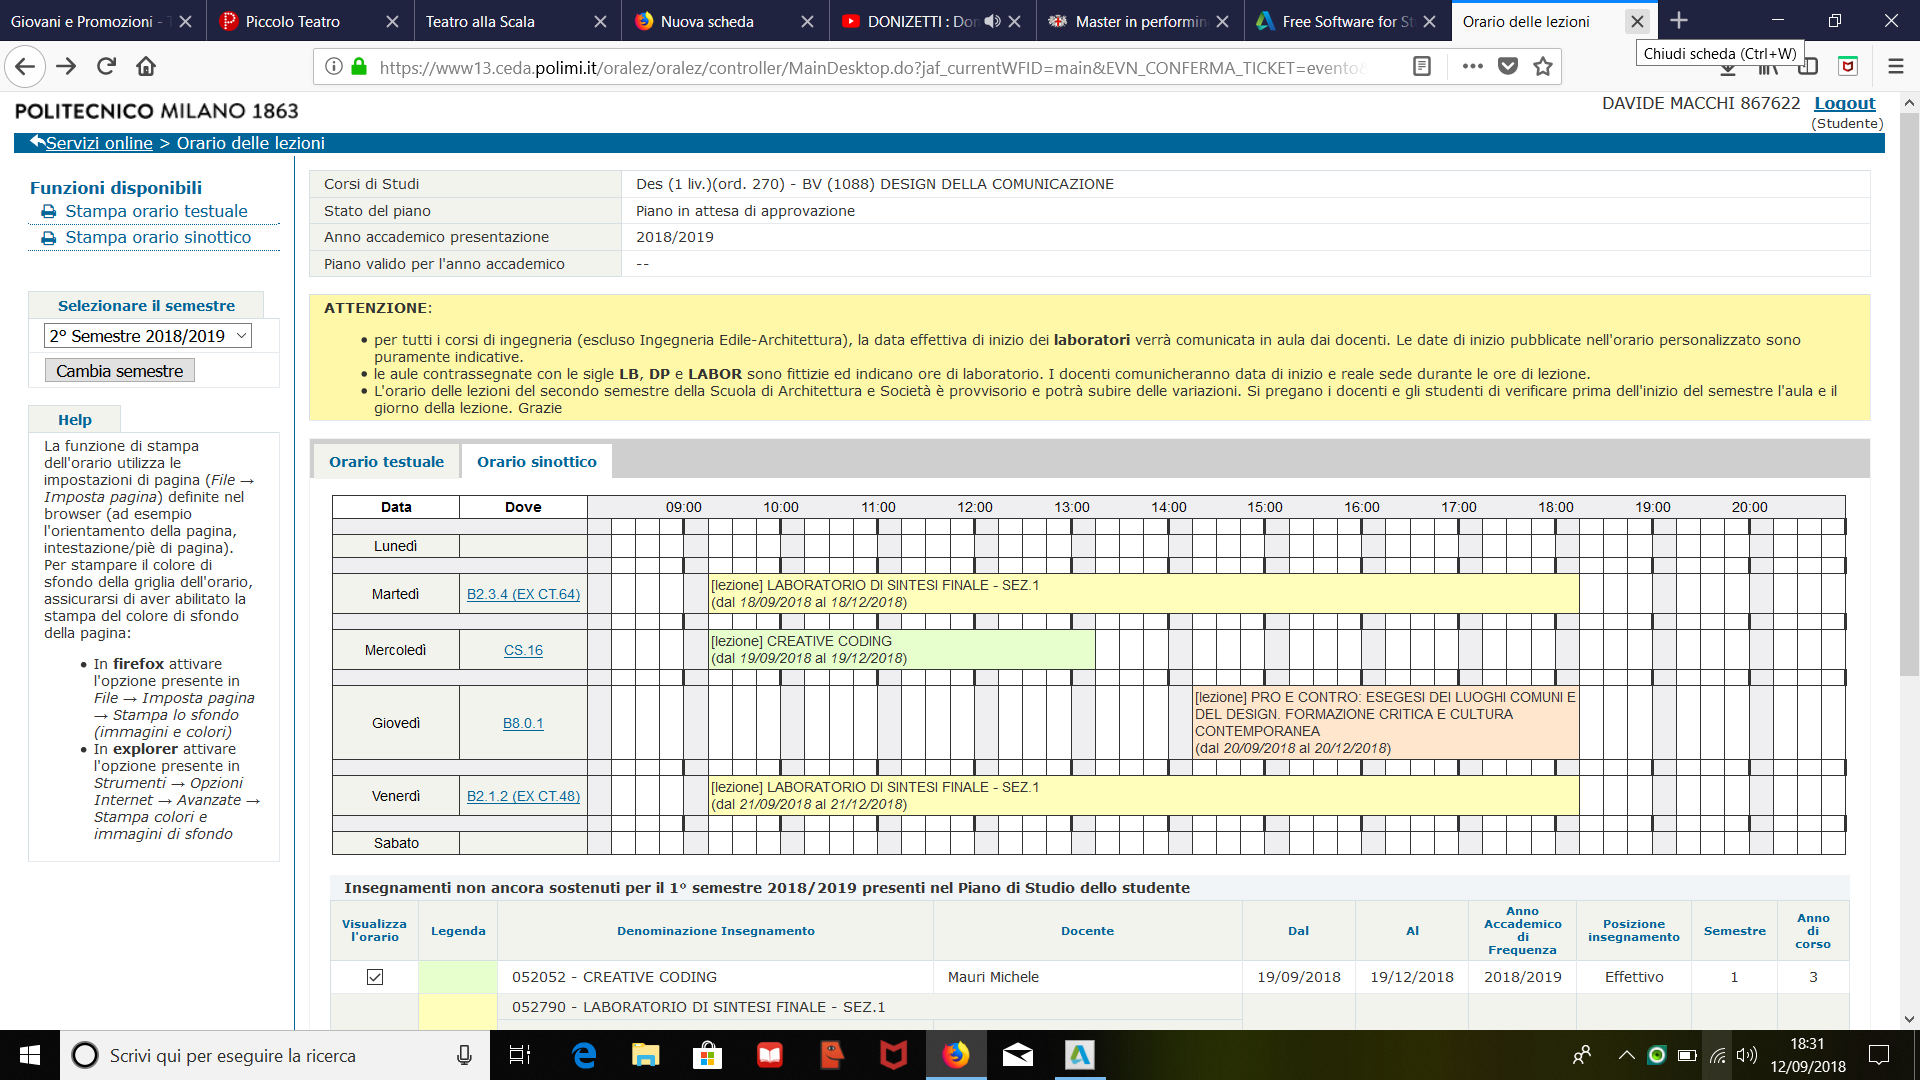 Giovani e Promozioni -
Piccolo Teatro
Teatro alla Scala
Nuova scheda
DONIZETTI : Don
Master in performin
Free Software for St
Orario delle lezioni
Chiudi scheda (Ctrl+W)
https://www13.ceda.polimi.it/oralez/oralez/controller/MainDesktop.do?jaf_currentWFID=main&EVN_CONFERMA_TICKET=evento
POLITECNICO MILANO 1863
DAVIDE MACCHI 867622 Logout
(Studente)
Servizi online > Orario delle lezioni
Funzioni disponibili
Stampa orario testuale
Stampa orario sinottico
Selezionare il semestre
2° Semestre 2018/2019
Cambia semestre
Help
La funzione di stampa
dell'orario utilizza le
impostazioni di pagina (File →
Imposta pagina) definite nel
browser (ad esempio
l'orientamento della pagina,
intestazione/piè di pagina).
Per stampare il colore di
sfondo della griglia dell'orario,
assicurarsi di aver abilitato la
stampa del colore di sfondo
della pagina:
• In firefox attivare
l'opzione presente in
File → Imposta pagina
→ Stampa lo sfondo
(immagini e colori)
• In explorer attivare
l'opzione presente in
Strumenti → Opzioni
Internet → Avanzate →
Stampa colori e
immagini di sfondo
Corsi di Studi Des (1 liv.)(ord. 270) - BV (1088) DESIGN DELLA COMUNICAZIONE
Stato del piano Piano in attesa di approvazione
Anno accademico presentazione 2018/2019
Piano valido per l'anno accademico --
ATTENZIONE:
• per tutti i corsi di ingegneria (escluso Ingegneria Edile-Architettura), la data effettiva di inizio dei laboratori verrà comunicata in aula dai docenti. Le date di inizio pubblicate nell'orario personalizzato sono
puramente indicative.
• le aule contrassegnate con le sigle LB, DP e LABOR sono fittizie ed indicano ore di laboratorio. I docenti comunicheranno data di inizio e reale sede durante le ore di lezione.
• L'orario delle lezioni del secondo semestre della Scuola di Architettura e Società è provvisorio e potrà subire delle variazioni. Si pregano i docenti e gli studenti di verificare prima dell'inizio del semestre l'aula e il
giorno della lezione. Grazie
Orario testuale Orario sinottico
Data Dove 09:00 10:00 11:00 12:00 13:00 14:00 15:00 16:00 17:00 18:00 19:00 20:00
Lunedì
Martedì B2.3.4 (EX CT.64) [lezione] LABORATORIO DI SINTESI FINALE - SEZ.1
(dal 18/09/2018 al 18/12/2018)
Mercoledì CS.16 [lezione] CREATIVE CODING
(dal 19/09/2018 al 19/12/2018)
Giovedì B8.0.1 [lezione] PRO E CONTRO: ESEGESI DEI LUOGHI COMUNI E
DEL DESIGN. FORMAZIONE CRITICA E CULTURA
CONTEMPORANEA
(dal 20/09/2018 al 20/12/2018)
Venerdì B2.1.2 (EX CT.48) [lezione] LABORATORIO DI SINTESI FINALE - SEZ.1
(dal 21/09/2018 al 21/12/2018)
Sabato
Insegnamenti non ancora sostenuti per il 1° semestre 2018/2019 presenti nel Piano di Studio dello studente
Visualizza l'orario Legenda Denominazione Insegnamento Docente Dal Al Anno Accademico di Frequenza Posizione insegnamento Semestre Anno di corso
052052 - CREATIVE CODING Mauri Michele 19/09/2018 19/12/2018 2018/2019 Effettivo 1 3
052790 - LABORATORIO DI SINTESI FINALE - SEZ.1
Scrivi qui per eseguire la ricerca
18:31
12/09/2018